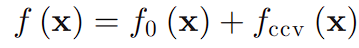 f (x) = f₀ (x) + f_ccv (x)